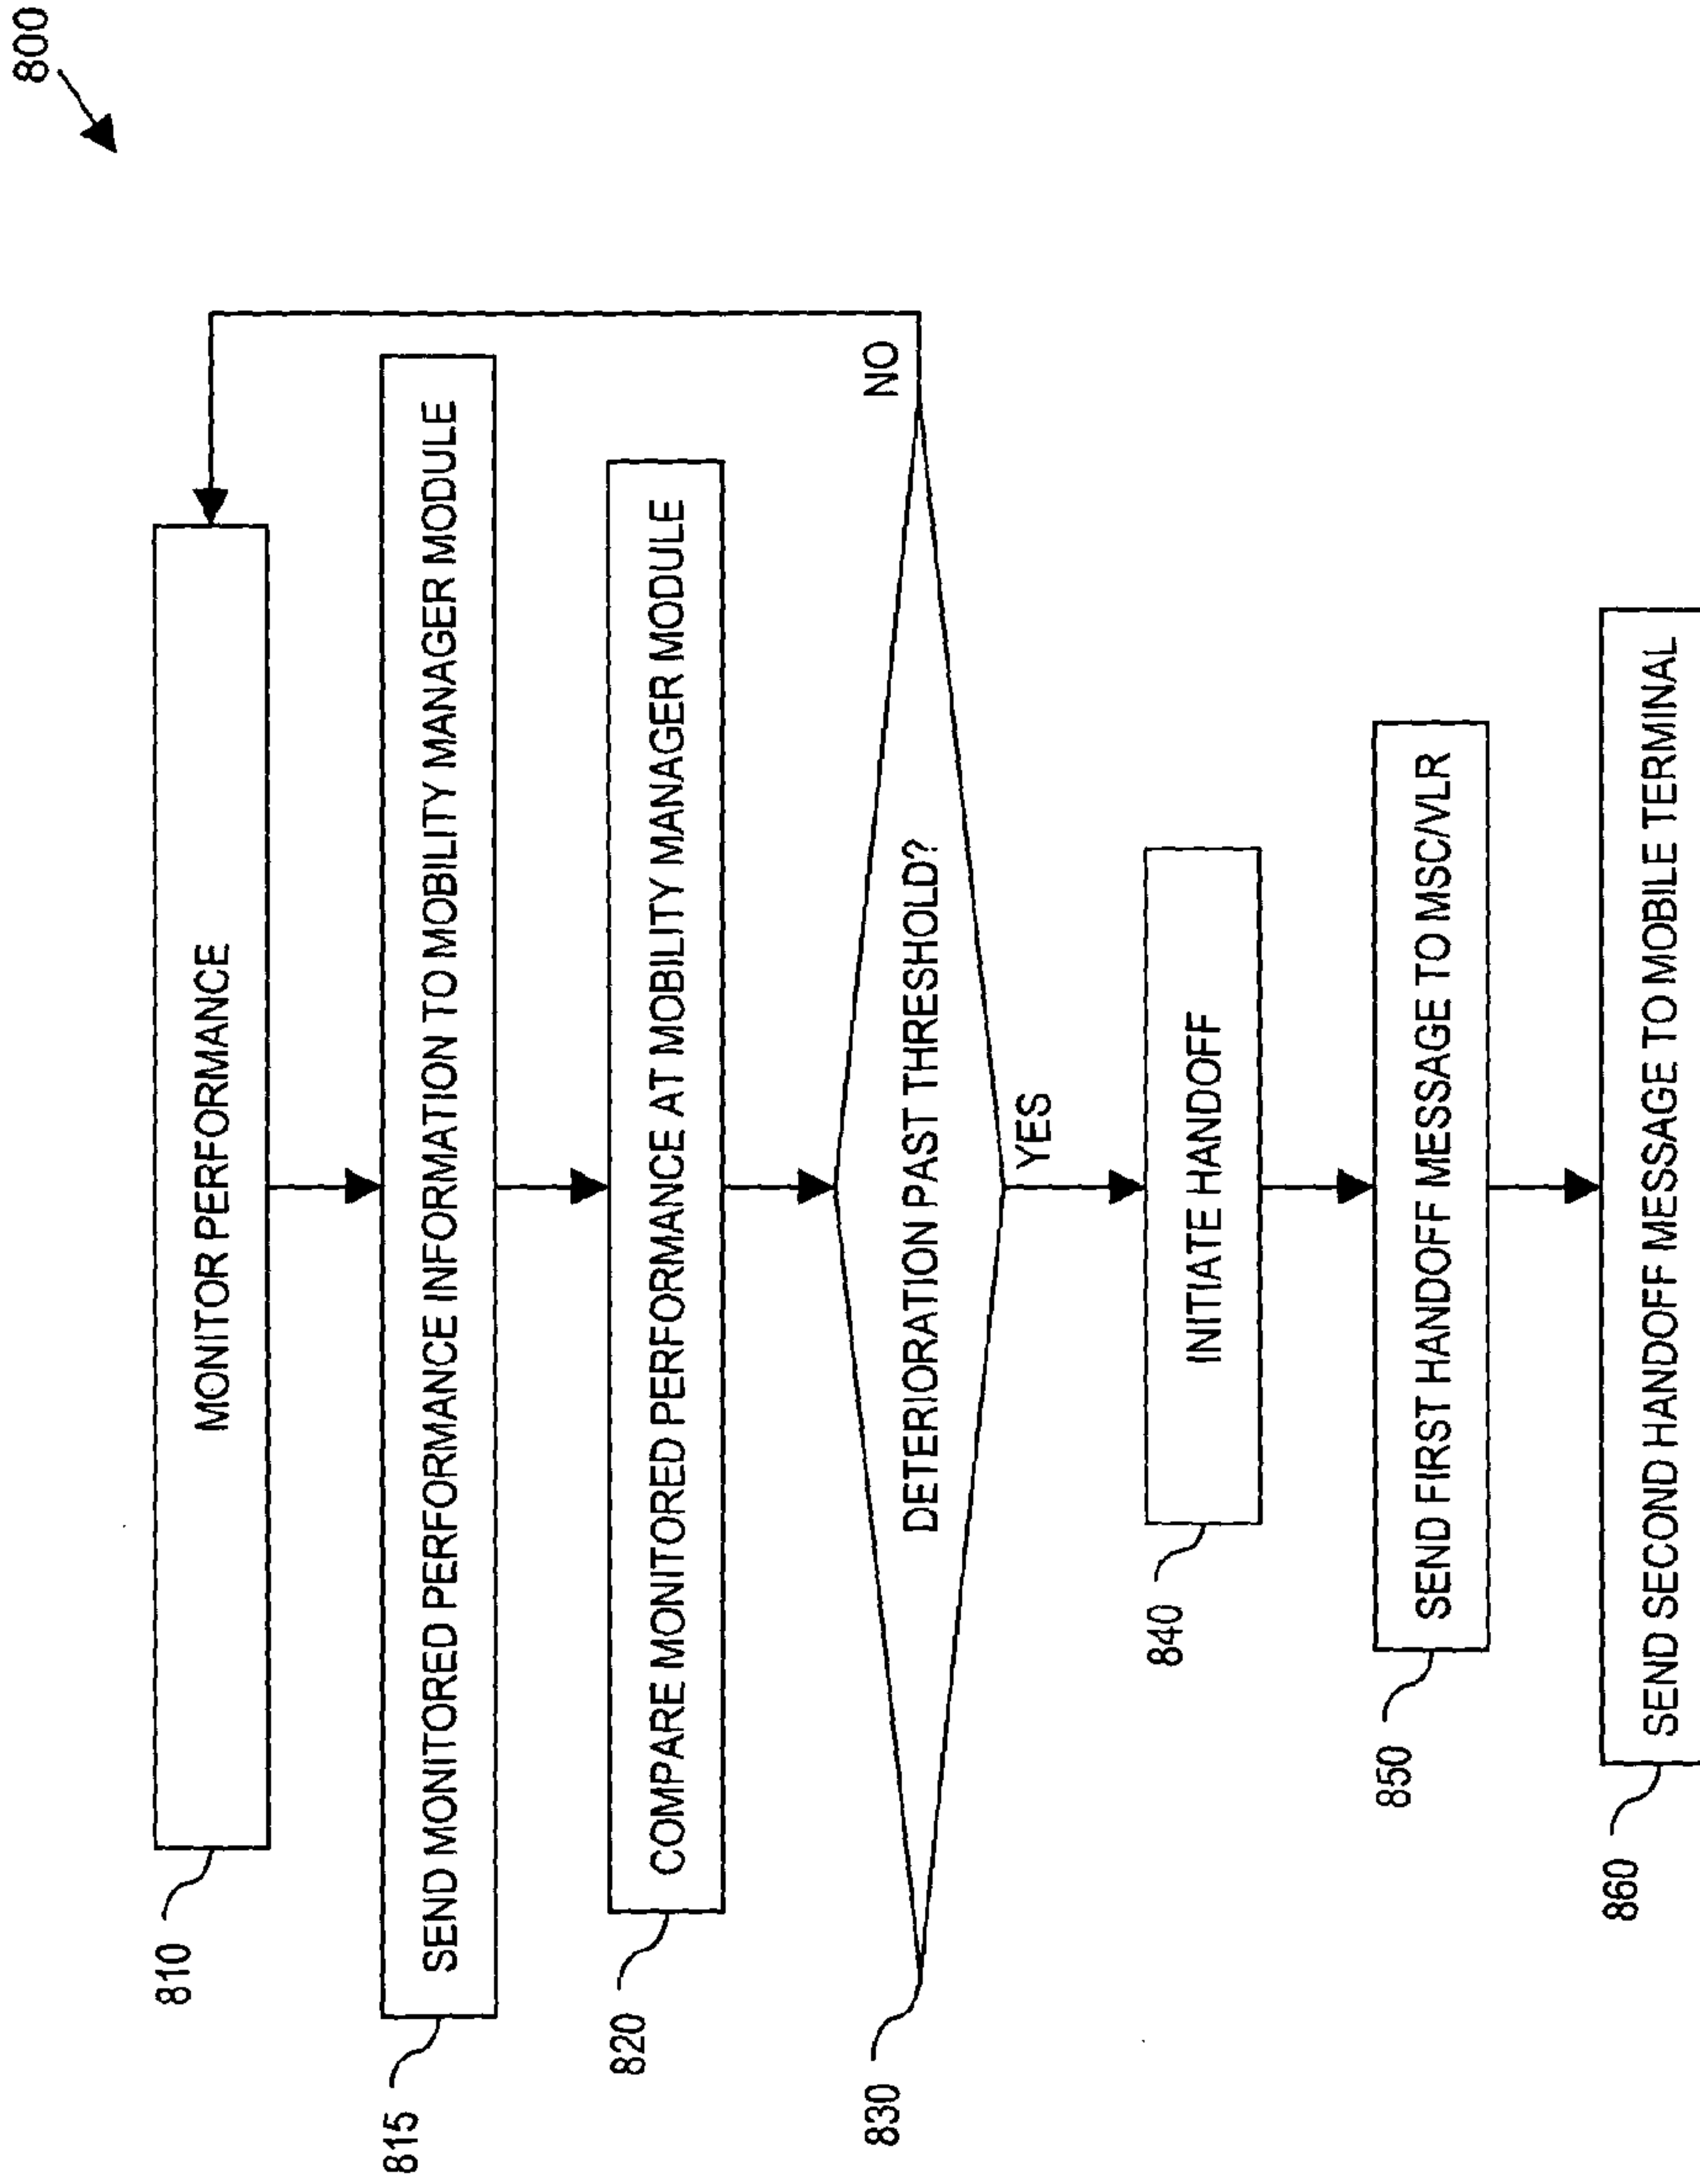 800
810
MONITOR PERFORMANCE
815
SEND MONITORED PERFORMANCE INFORMATION TO MOBILITY MANAGER MODULE
820
COMPARE MONITORED PERFORMANCE AT MOBILITY MANAGER MODULE
830
DETERIORATION PAST THRESHOLD?
NO
YES
840
INITIATE HANDOFF
850
SEND FIRST HANDOFF MESSAGE TO MSC/VLR
860
SEND SECOND HANDOFF MESSAGE TO MOBILE TERMINAL